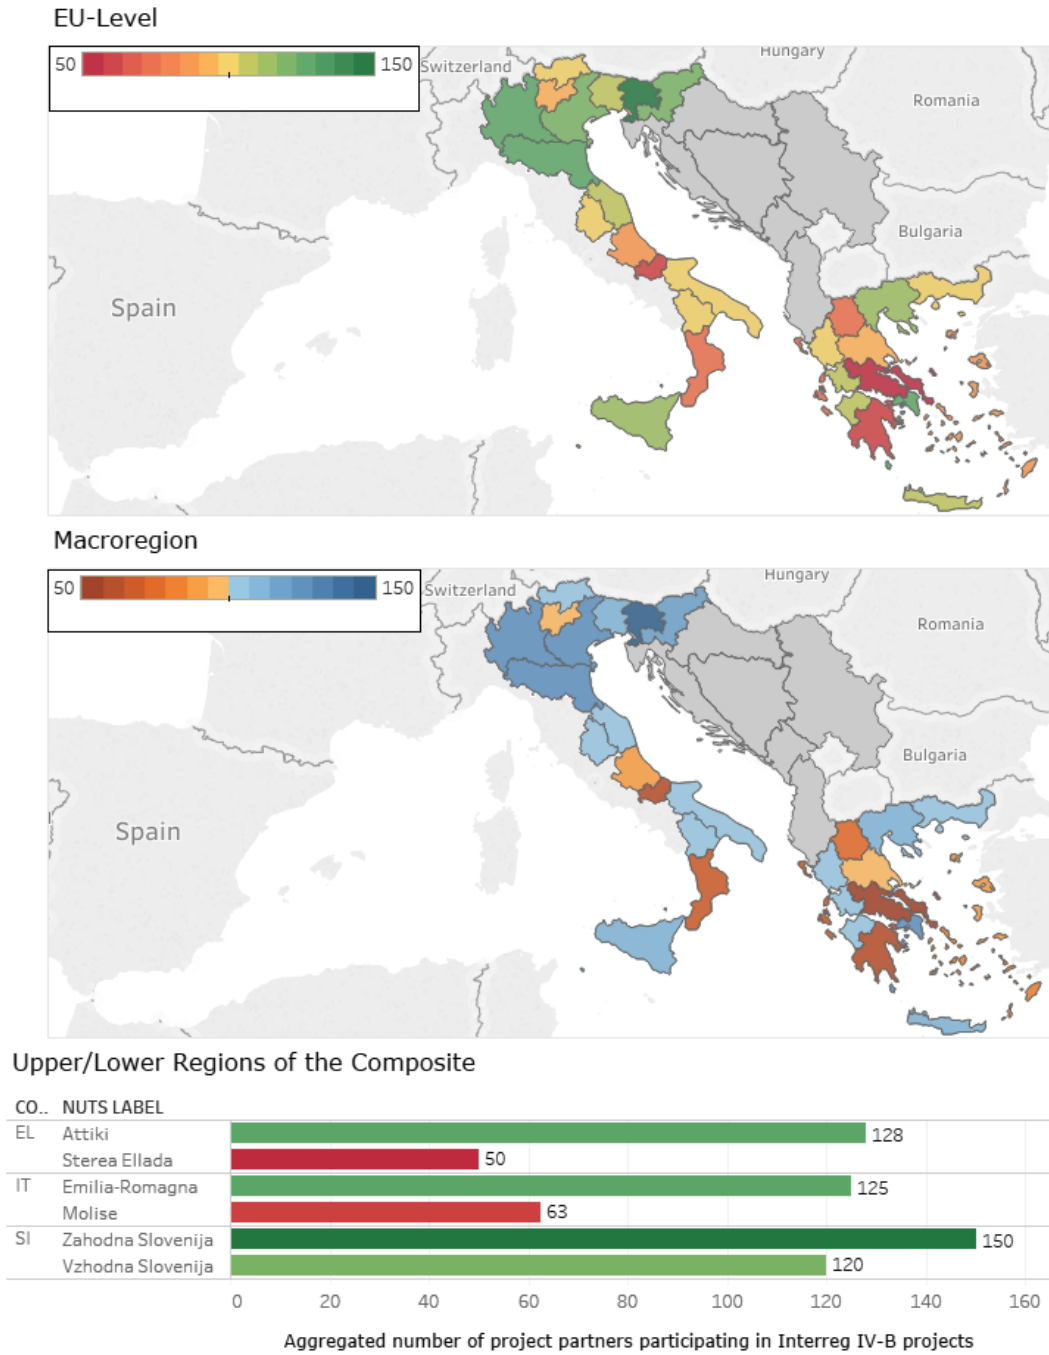 EU-Level
50
150
Switzerland
Hungary
Romania
Bulgaria
Spain
Macroregion
50
150
Switzerland
Hungary
Romania
Bulgaria
Spain
Upper/Lower Regions of the Composite
CO.. NUTS LABEL
EL Attiki 128
Sterea Ellada 50
IT Emilia-Romagna 125
Molise 63
SI Zahodna Slovenija 150
Vzhodna Slovenija 120
0 20 40 60 80 100 120 140 160
Aggregated number of project partners participating in Interreg IV-B projects